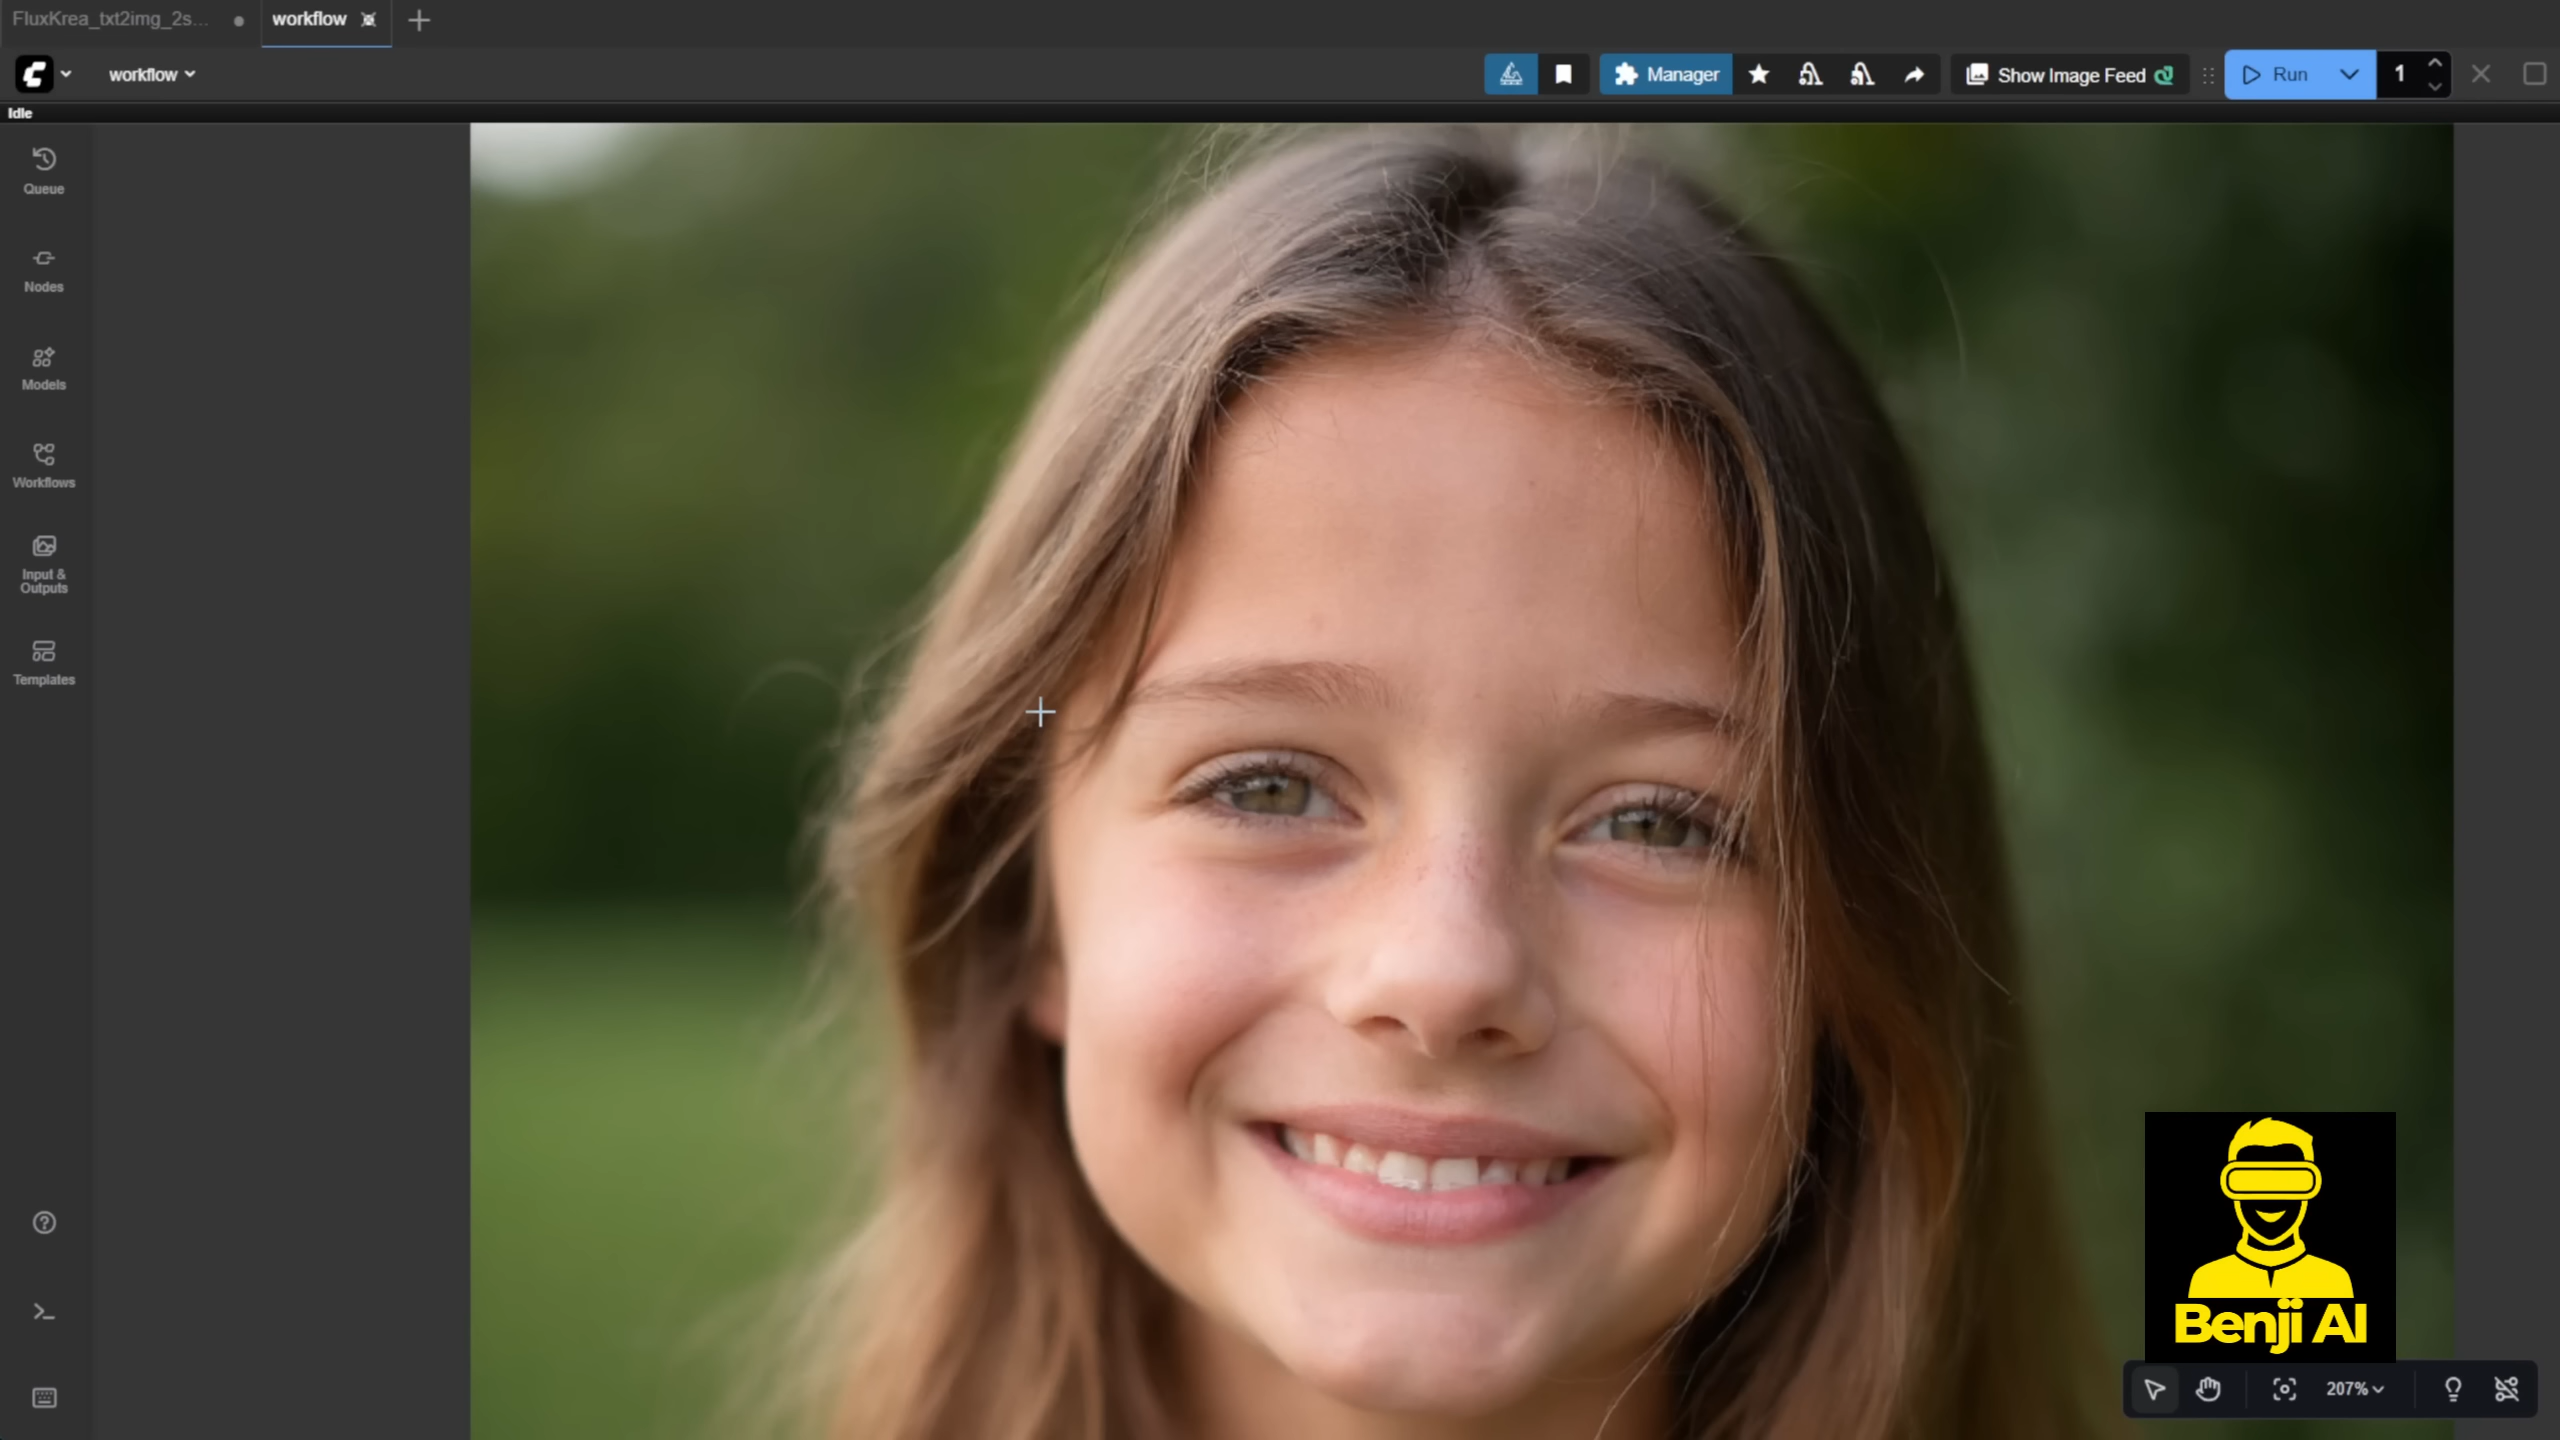 FluxKrea_txt2img_2s...
workflow
workflow
Manager
Show Image Feed
Run
1
Idle
Queue
Nodes
Models
Workflows
Input &
Outputs
Templates
Benji AI
207%